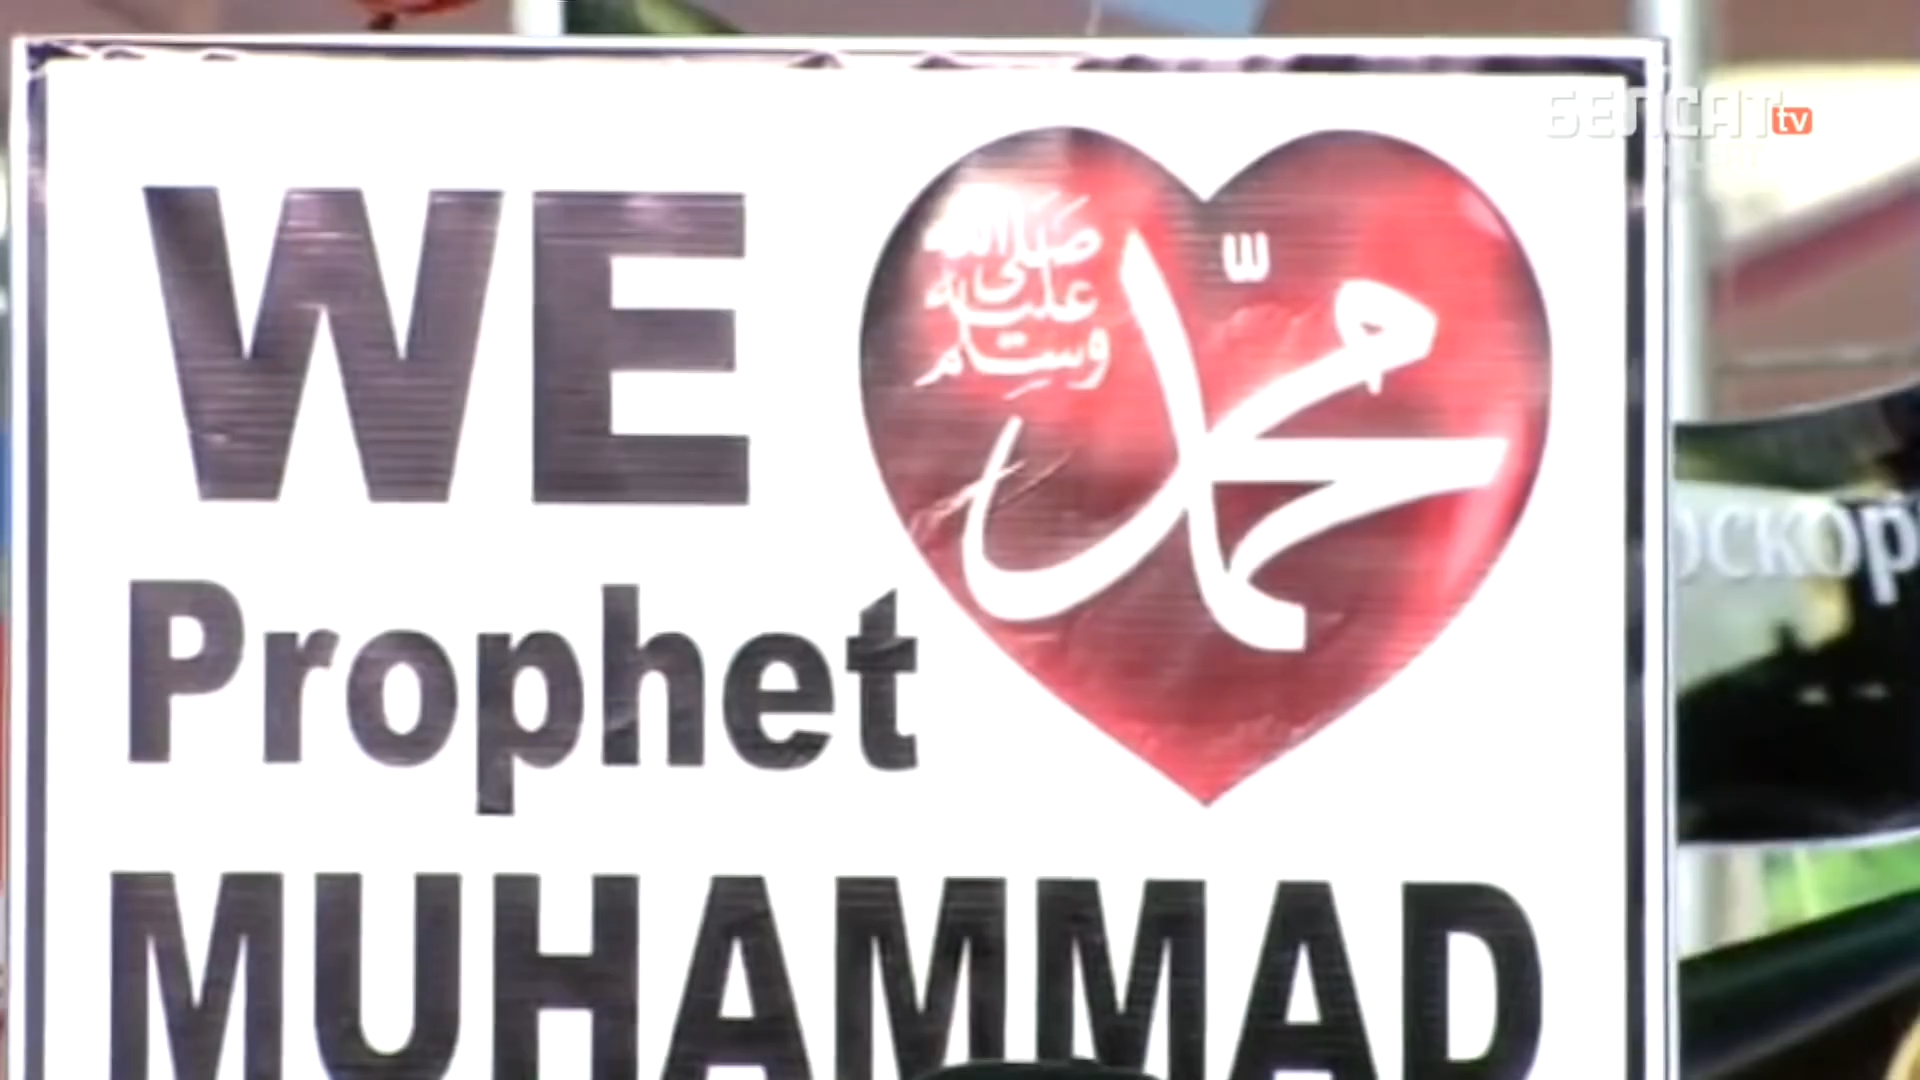 БЕЛСАТ tv
WE
صلى الله
عليه
وسلم
محمد
Prophet
MUHAMMAD